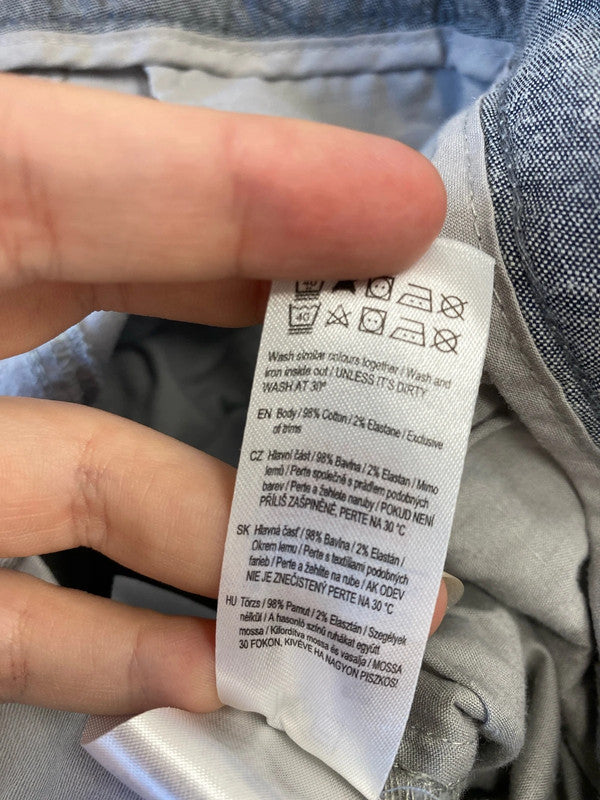 40
40
Wash similar colours together / Wash and
iron inside out / UNLESS IT'S DIRTY
WASH AT 30°
EN Body / 98% Cotton / 2% Elastane / Exclusive
of trims
CZ Hlavní část / 98% Bavlna / 2% Elastan / Mimo
lemů / Perte společně s prádlem podobných
barev / Perte a žehlete naruby / POKUD NENÍ
PŘÍLIŠ ZAŠPINĚNÉ, PERTE NA 30 °C
SK Hlavná časť / 98% Bavlna / 2% Elastan /
Okrem lemu / Perte s textíliami podobných
farieb / Perte a žehlite na rube / AK ODEV
NIE JE ZNEČISTENÝ PERTE NA 30 °C
HU Törzs / 98% Pamut / 2% Elasztán / Szegélyek
nélkül / A hasonló színű ruhákat együtt
mossa / Kifordítva mossa és vasalja / MOSSA
30 FOKON, KIVÉVE HA NAGYON PISZKOS!